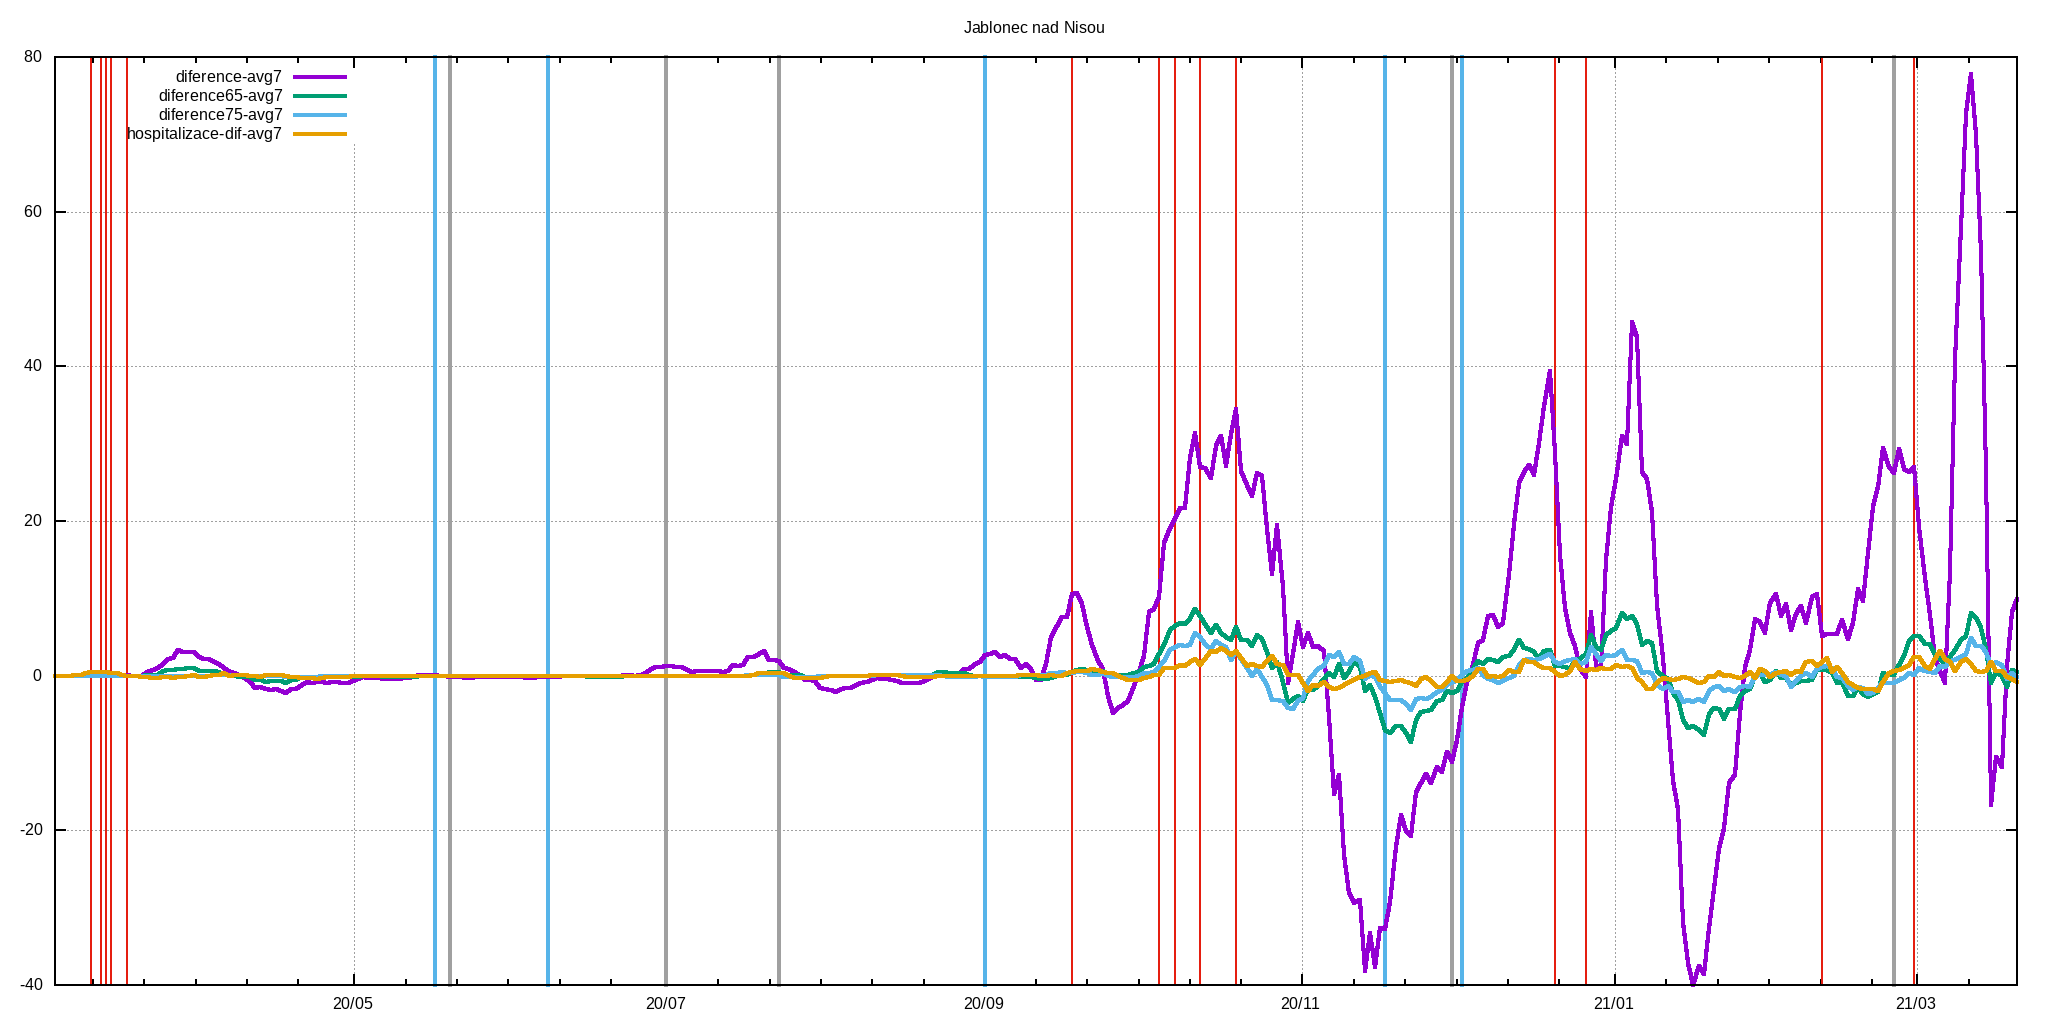 Jablonec nad Nisou
80
60
40
20
0
-20
-40
diference-avg7
diference65-avg7
diference75-avg7
hospitalizace-dif-avg7
20/05
20/07
20/09
20/11
21/01
21/03